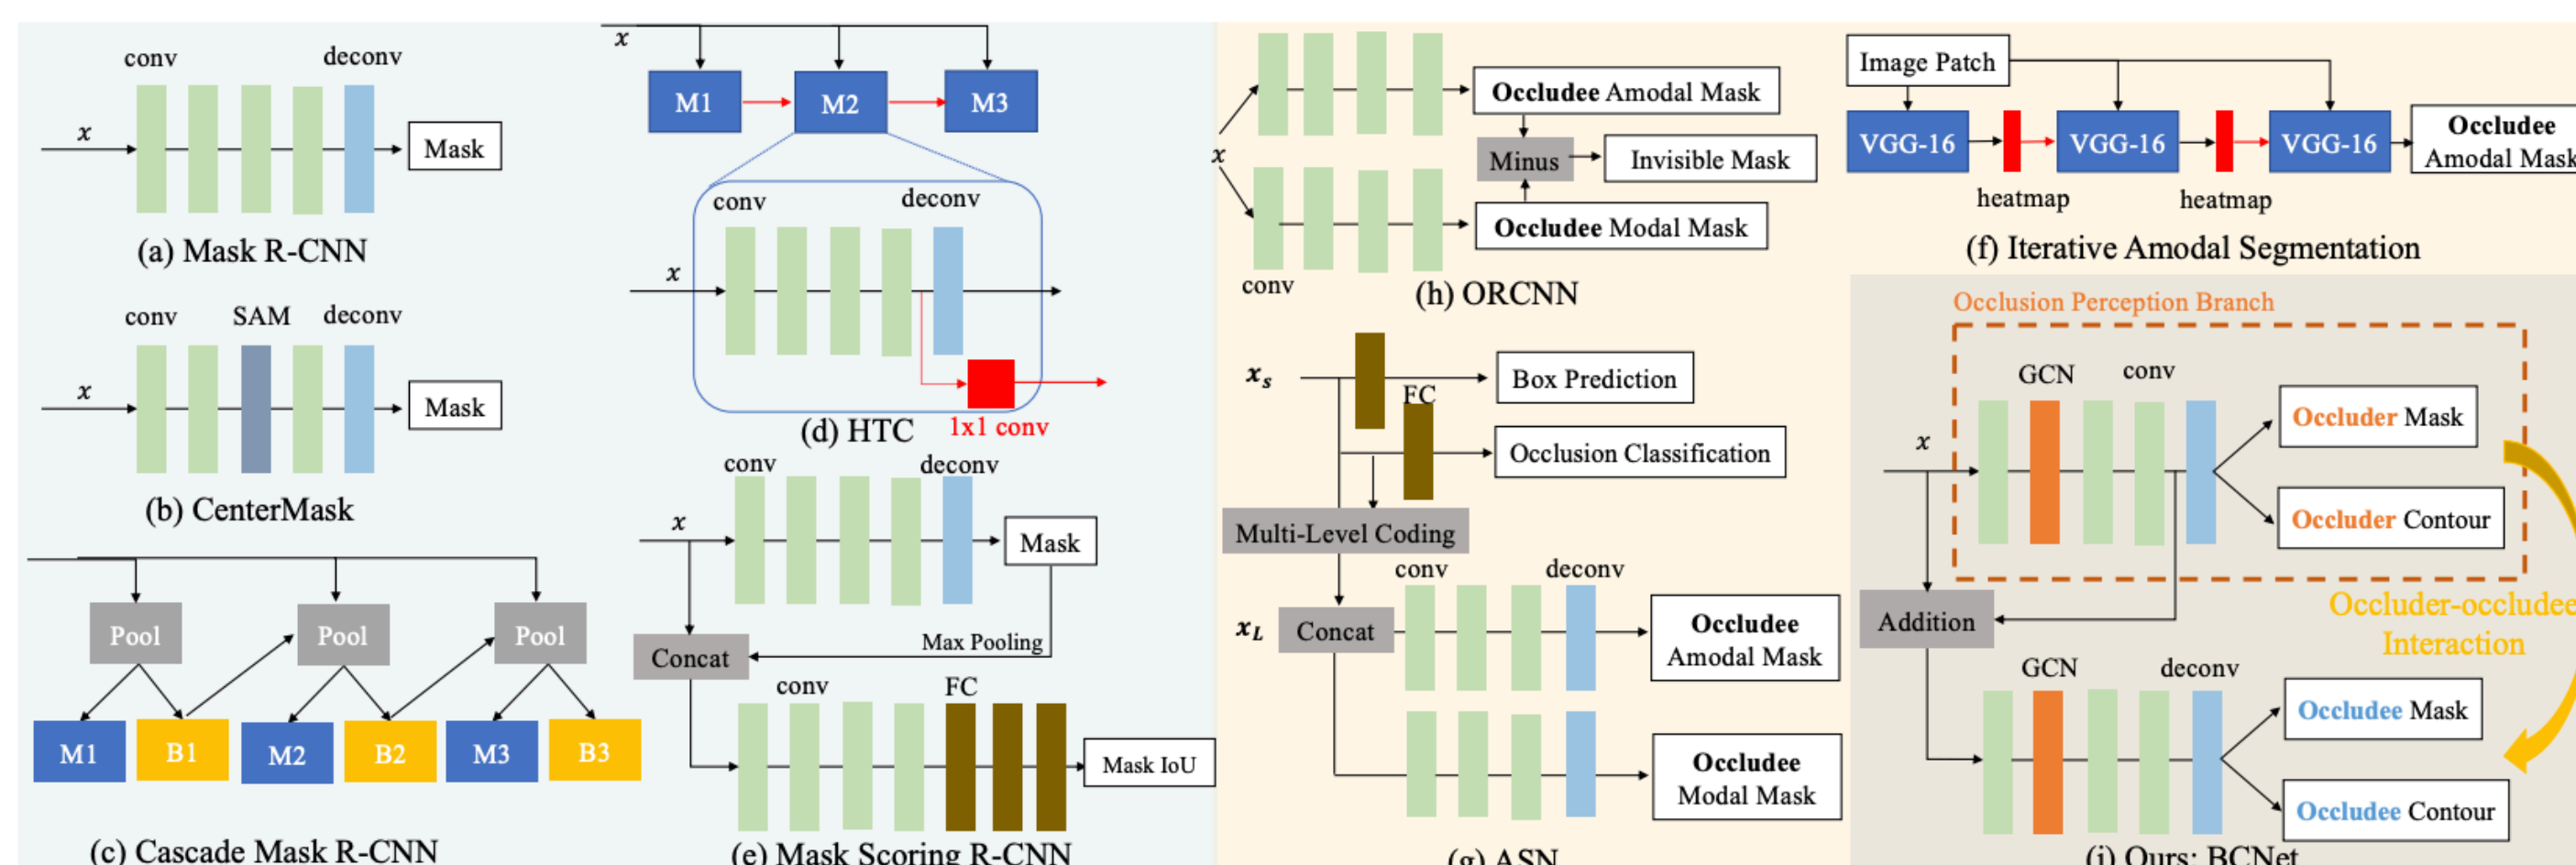 conv deconv
x
Mask
(a) Mask R-CNN
conv SAM deconv
x
Mask
(b) CenterMask
Pool Pool Pool
M1 B1 M2 B2 M3 B3
(c) Cascade Mask R-CNN
x
M1 M2 M3
conv deconv
x
(d) HTC
1x1 conv
conv deconv
x
Mask
Max Pooling
Concat
conv FC
Mask IoU
(e) Mask Scoring R-CNN
x
Occludee Amodal Mask
Minus
Invisible Mask
Occludee Modal Mask
conv
(h) ORCNN
xs
Box Prediction
FC
Occlusion Classification
Multi-Level Coding
conv deconv
xL
Concat
Occludee
Amodal Mask
Occludee
Modal Mask
(g) ASN
Image Patch
VGG-16 VGG-16 VGG-16
heatmap heatmap
Occludee
Amodal Mask
(f) Iterative Amodal Segmentation
Occlusion Perception Branch
GCN conv
x
Occluder Mask
Occluder Contour
Addition
Occluder-occludee
Interaction
GCN deconv
Occludee Mask
Occludee Contour
(i) Ours: BCNet